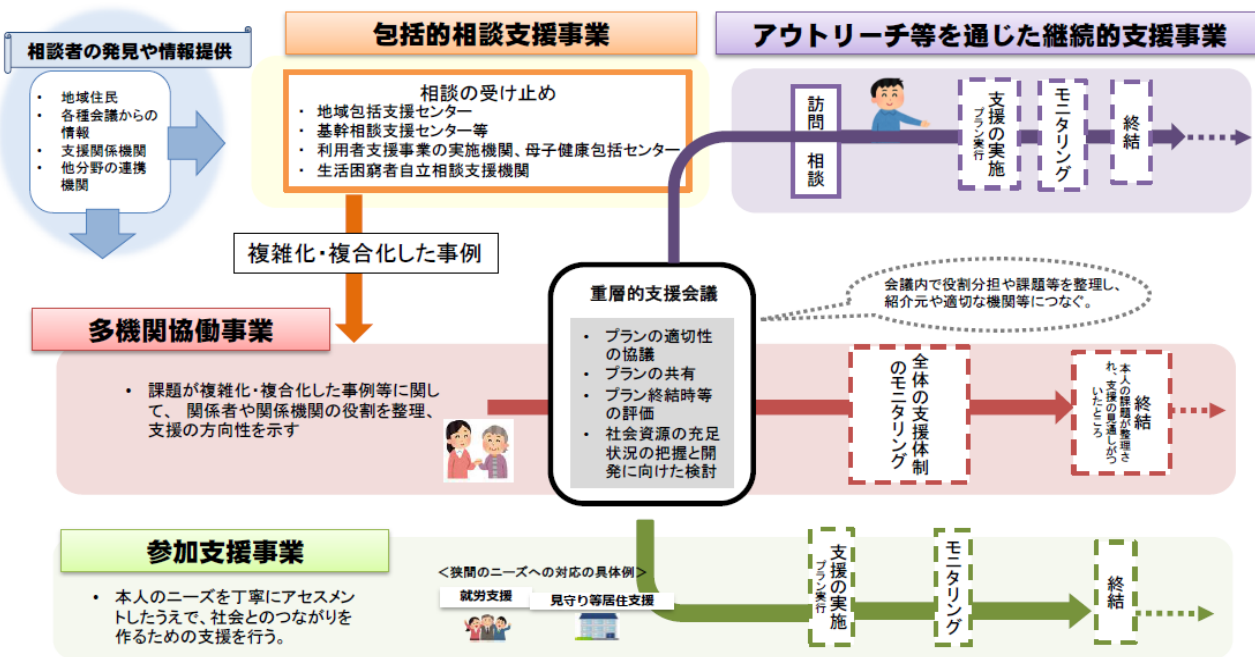 相談者の発見や情報提供
・ 地域住民
・ 各種会議からの
情報
・ 支援関係機関
・ 他分野の連携
機関
包括的相談支援事業
相談の受け止め
・ 地域包括支援センター
・ 基幹相談支援センター等
・ 利用者支援事業の実施機関、母子健康包括センター
・ 生活困窮者自立相談支援機関
アウトリーチ等を通じた継続的支援事業
訪問 相談
支援の実施
プラン実行
モニタリング
終結
複雑化・複合化した事例
重層的支援会議
・ プランの適切性
の協議
・ プランの共有
・ プラン終結時等
の評価
・ 社会資源の充足
状況の把握と開
発に向けた検討
会議内で役割分担や課題等を整理し、
紹介元や適切な機関等につなぐ。
多機関協働事業
・ 課題が複雑化・複合化した事例等に関し
て、 関係者や関係機関の役割を整理、
支援の方向性を示す
全体の支援体制
のモニタリング
終結
本人の課題が整理さ
れ、支援の見通しがつ
いたところ
参加支援事業
・ 本人のニーズを丁寧にアセスメン
トしたうえで、社会とのつながりを
作るための支援を行う。
＜狭間のニーズへの対応の具体例＞
就労支援
見守り等居住支援
支援の実施
プラン実行
モニタリング
終結